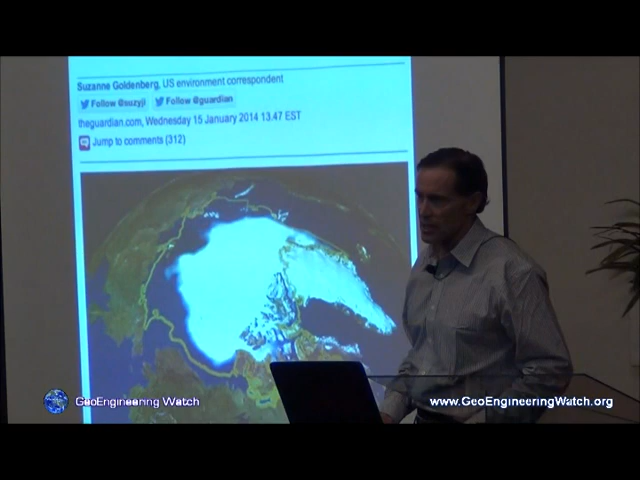 Suzanne Goldenberg, US environment correspondent
Follow @suzyji Follow @guardian
theguardian.com, Wednesday 15 January 2014 13.47 EST
Jump to comments (312)
GeoEngineering Watch
www.GeoEngineeringWatch.org